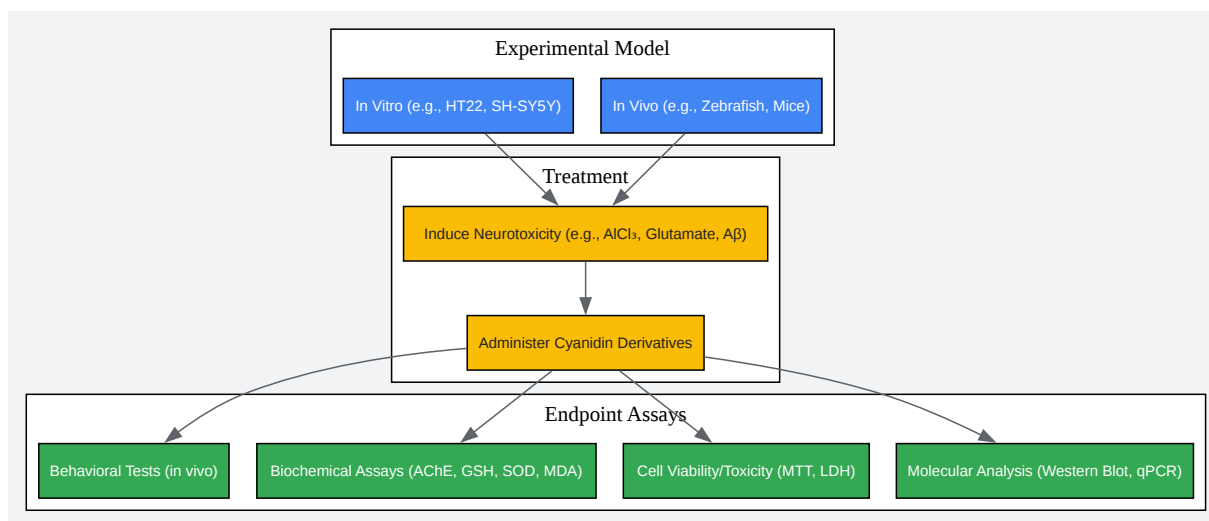 Experimental Model
In Vitro (e.g., HT22, SH-SY5Y)
In Vivo (e.g., Zebrafish, Mice)
Treatment
Induce Neurotoxicity (e.g., AlCl₃, Glutamate, Aβ)
Administer Cyanidin Derivatives
Endpoint Assays
Behavioral Tests (in vivo)
Biochemical Assays (AChE, GSH, SOD, MDA)
Cell Viability/Toxicity (MTT, LDH)
Molecular Analysis (Western Blot, qPCR)